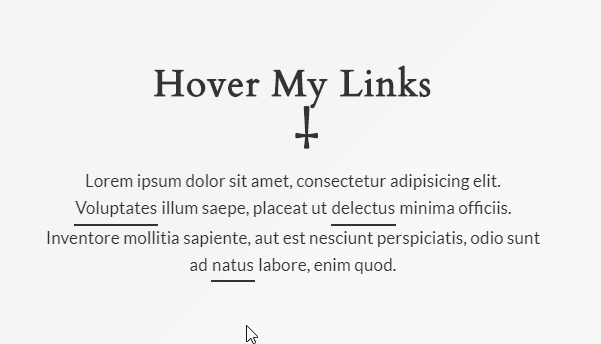 Hover My Links
Lorem ipsum dolor sit amet, consectetur adipisicing elit.
Voluptates illum saepe, placeat ut delectus minima officiis.
Inventore mollitia sapiente, aut est nesciunt perspiciatis, odio sunt
ad natus labore, enim quod.